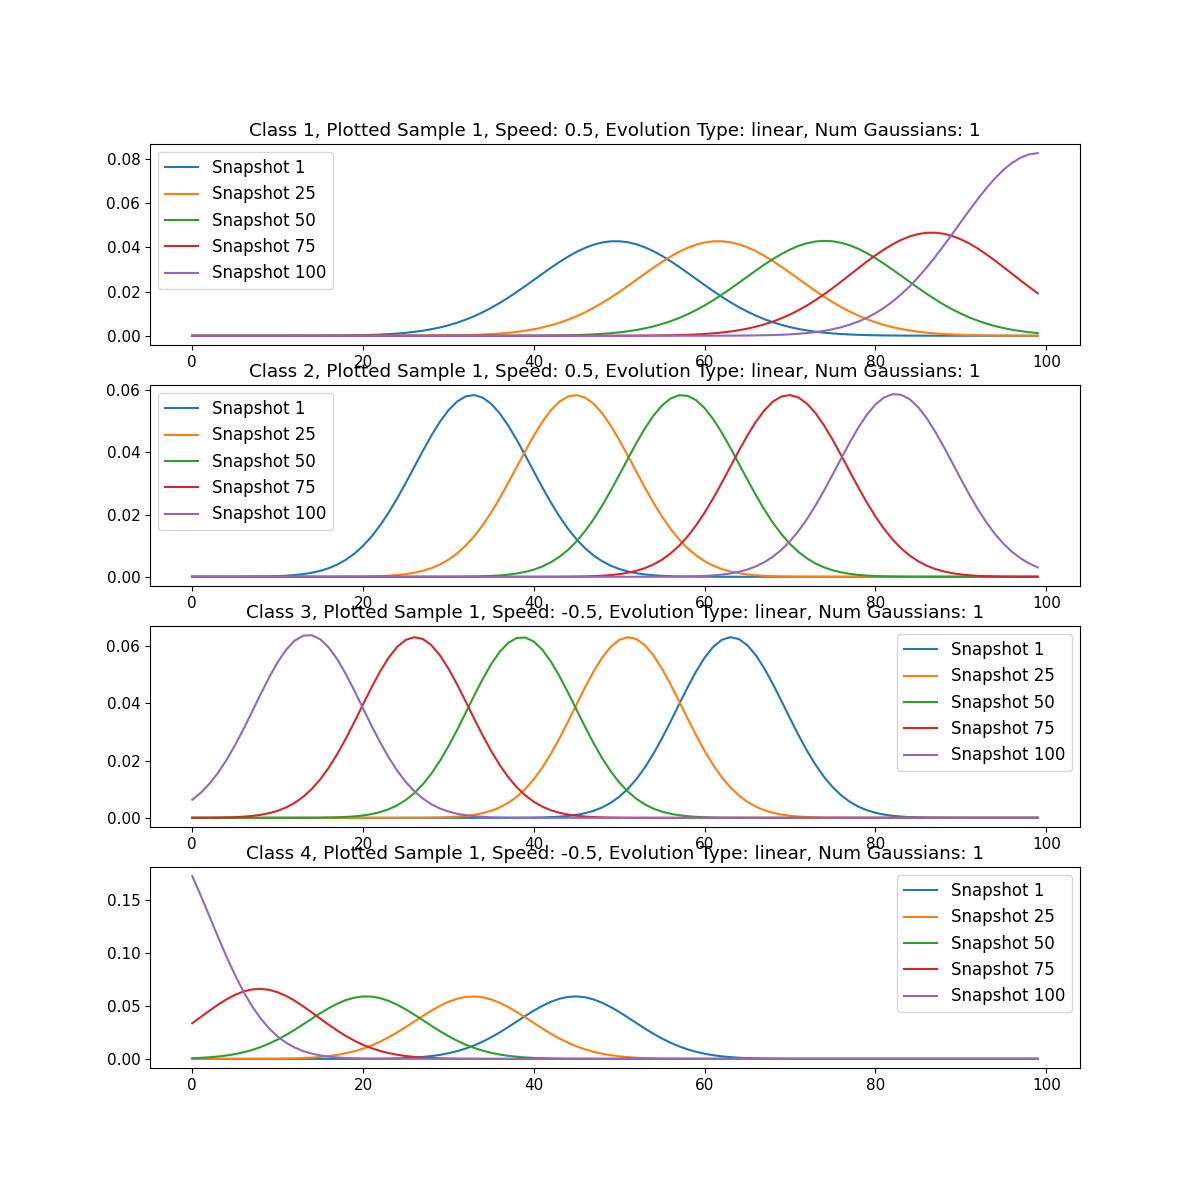 Class 1, Plotted Sample 1, Speed: 0.5, Evolution Type: linear, Num Gaussians: 1
0.08
0.06
0.04
0.02
0.00
Snapshot 1
Snapshot 25
Snapshot 50
Snapshot 75
Snapshot 100
0 20 40 60 80 100
Class 2, Plotted Sample 1, Speed: 0.5, Evolution Type: linear, Num Gaussians: 1
0.06
0.04
0.02
0.00
Snapshot 1
Snapshot 25
Snapshot 50
Snapshot 75
Snapshot 100
0 20 40 60 80 100
Class 3, Plotted Sample 1, Speed: -0.5, Evolution Type: linear, Num Gaussians: 1
0.06
0.04
0.02
0.00
Snapshot 1
Snapshot 25
Snapshot 50
Snapshot 75
Snapshot 100
0 20 40 60 80 100
Class 4, Plotted Sample 1, Speed: -0.5, Evolution Type: linear, Num Gaussians: 1
0.15
0.10
0.05
0.00
Snapshot 1
Snapshot 25
Snapshot 50
Snapshot 75
Snapshot 100
0 20 40 60 80 100